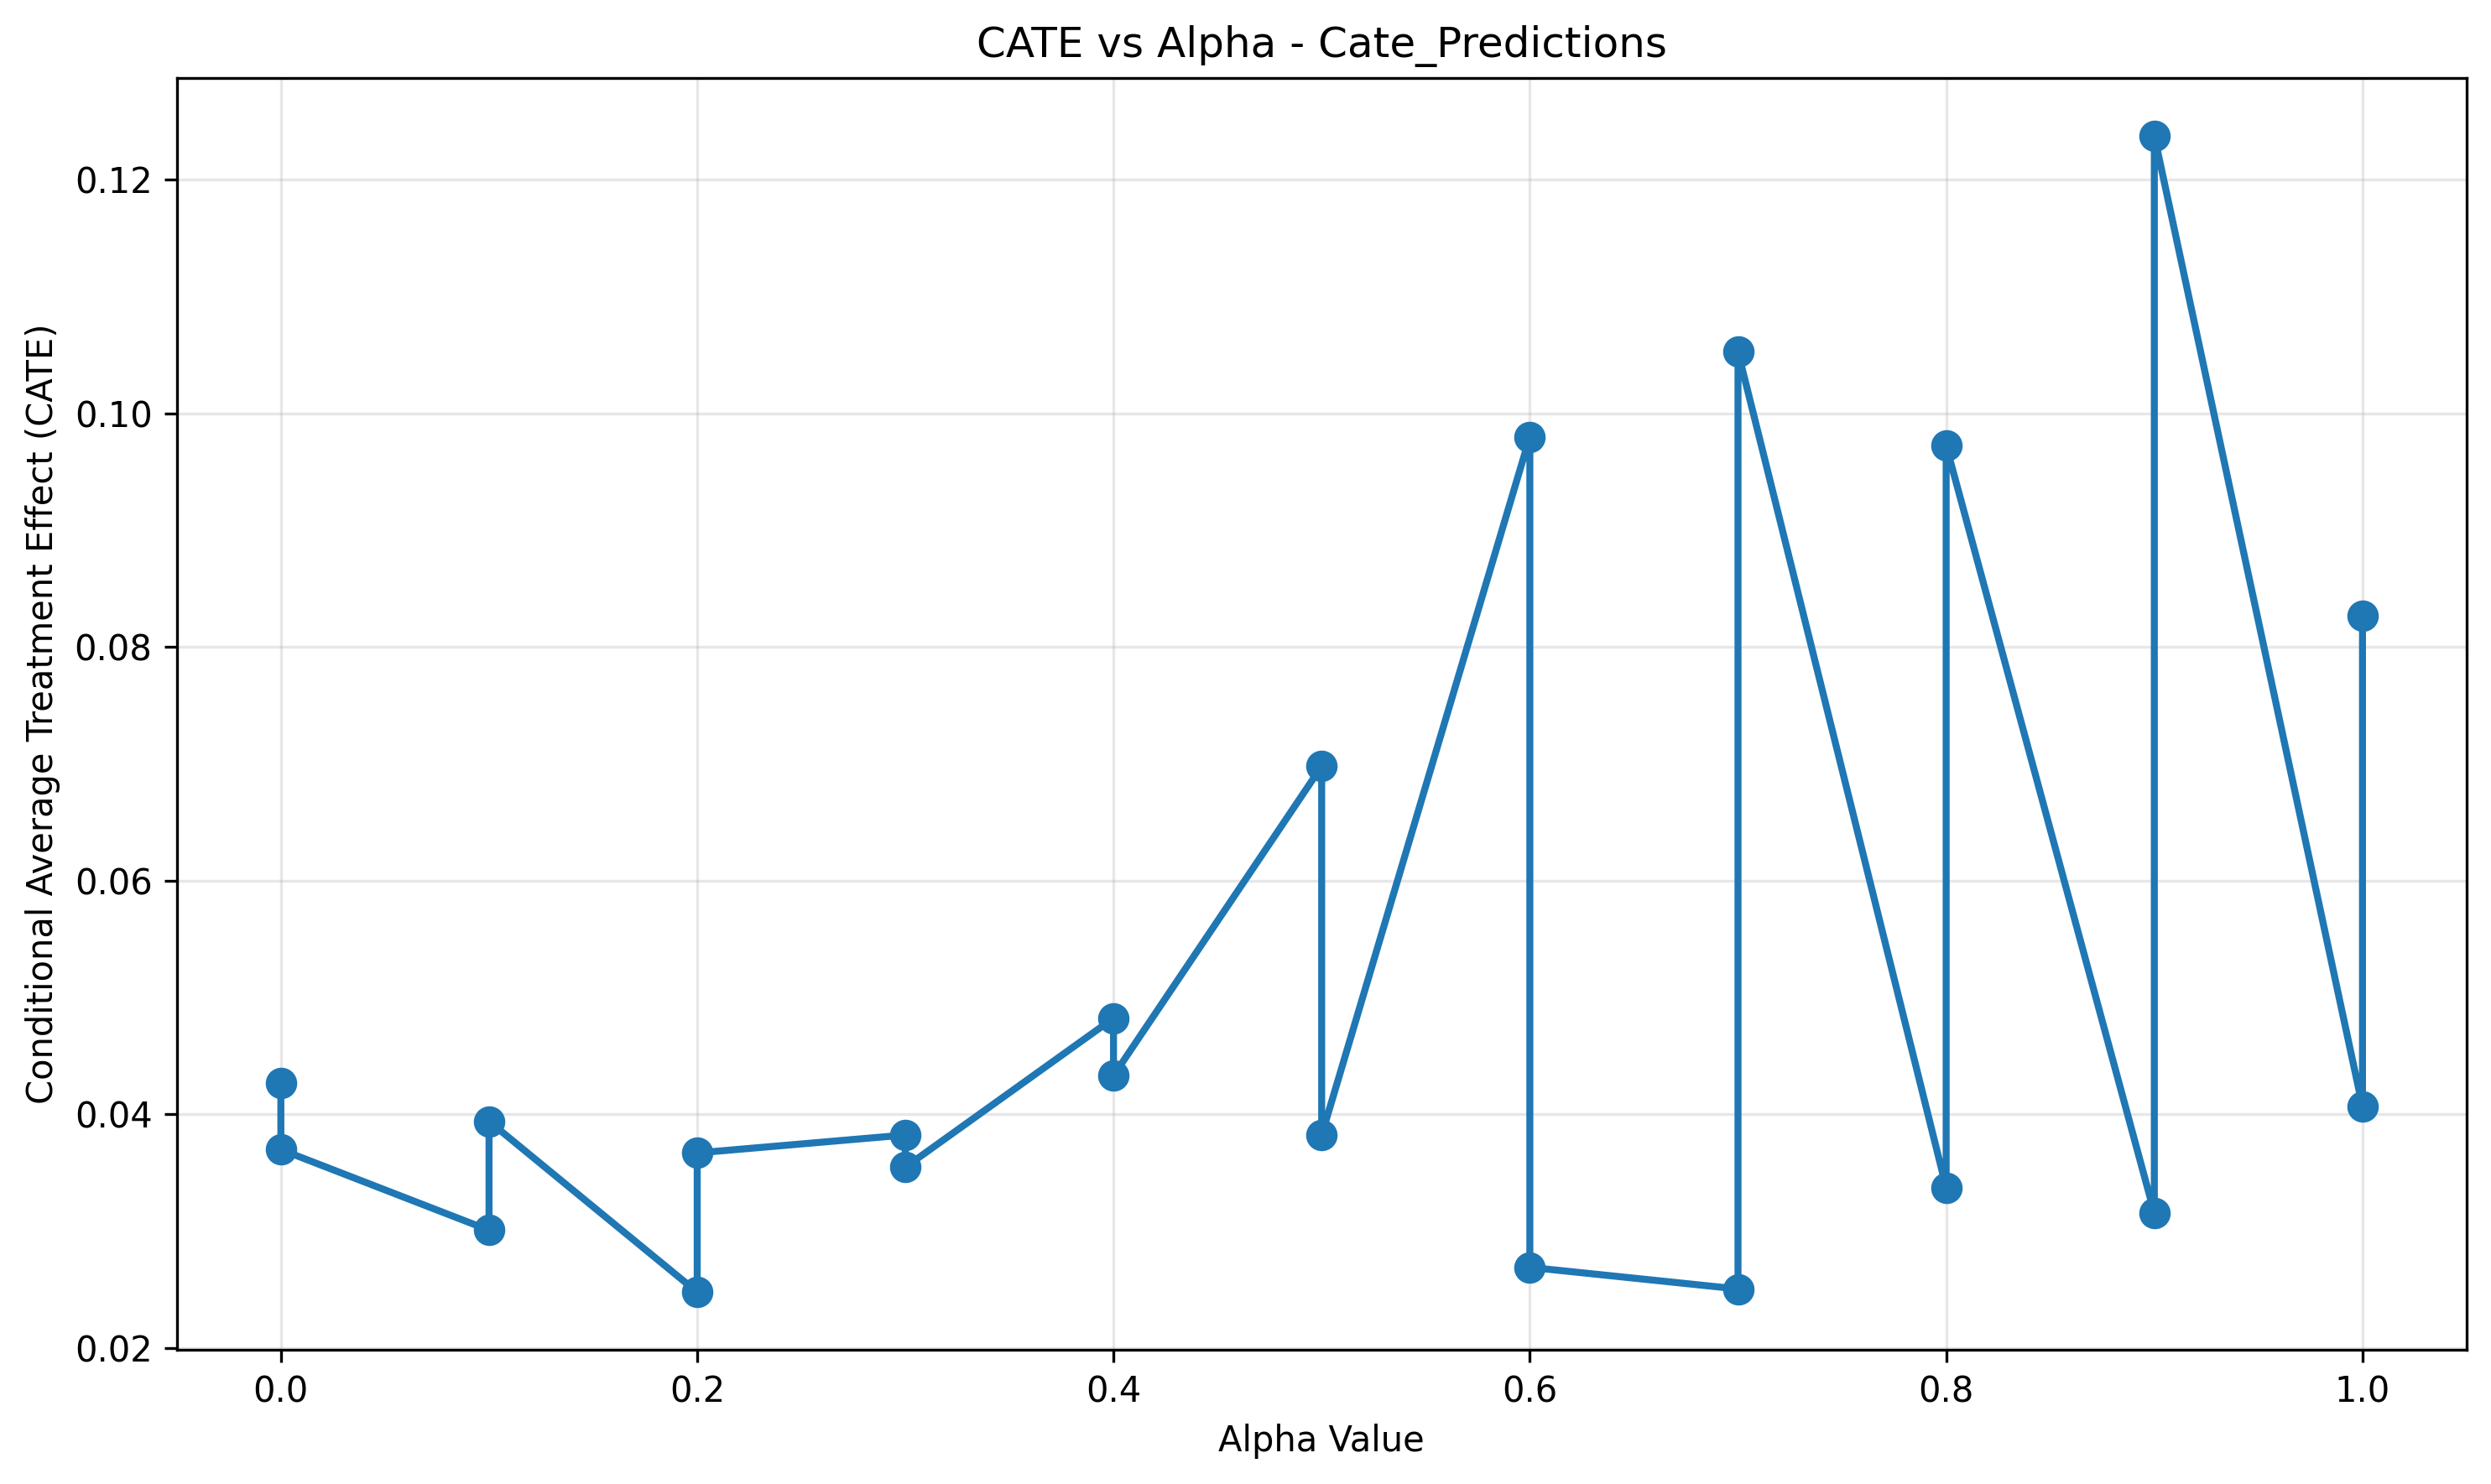 CATE vs Alpha - Cate_Predictions
Conditional Average Treatment Effect (CATE)
0.12
0.10
0.08
0.06
0.04
0.02
0.0 0.2 0.4 0.6 0.8 1.0
Alpha Value